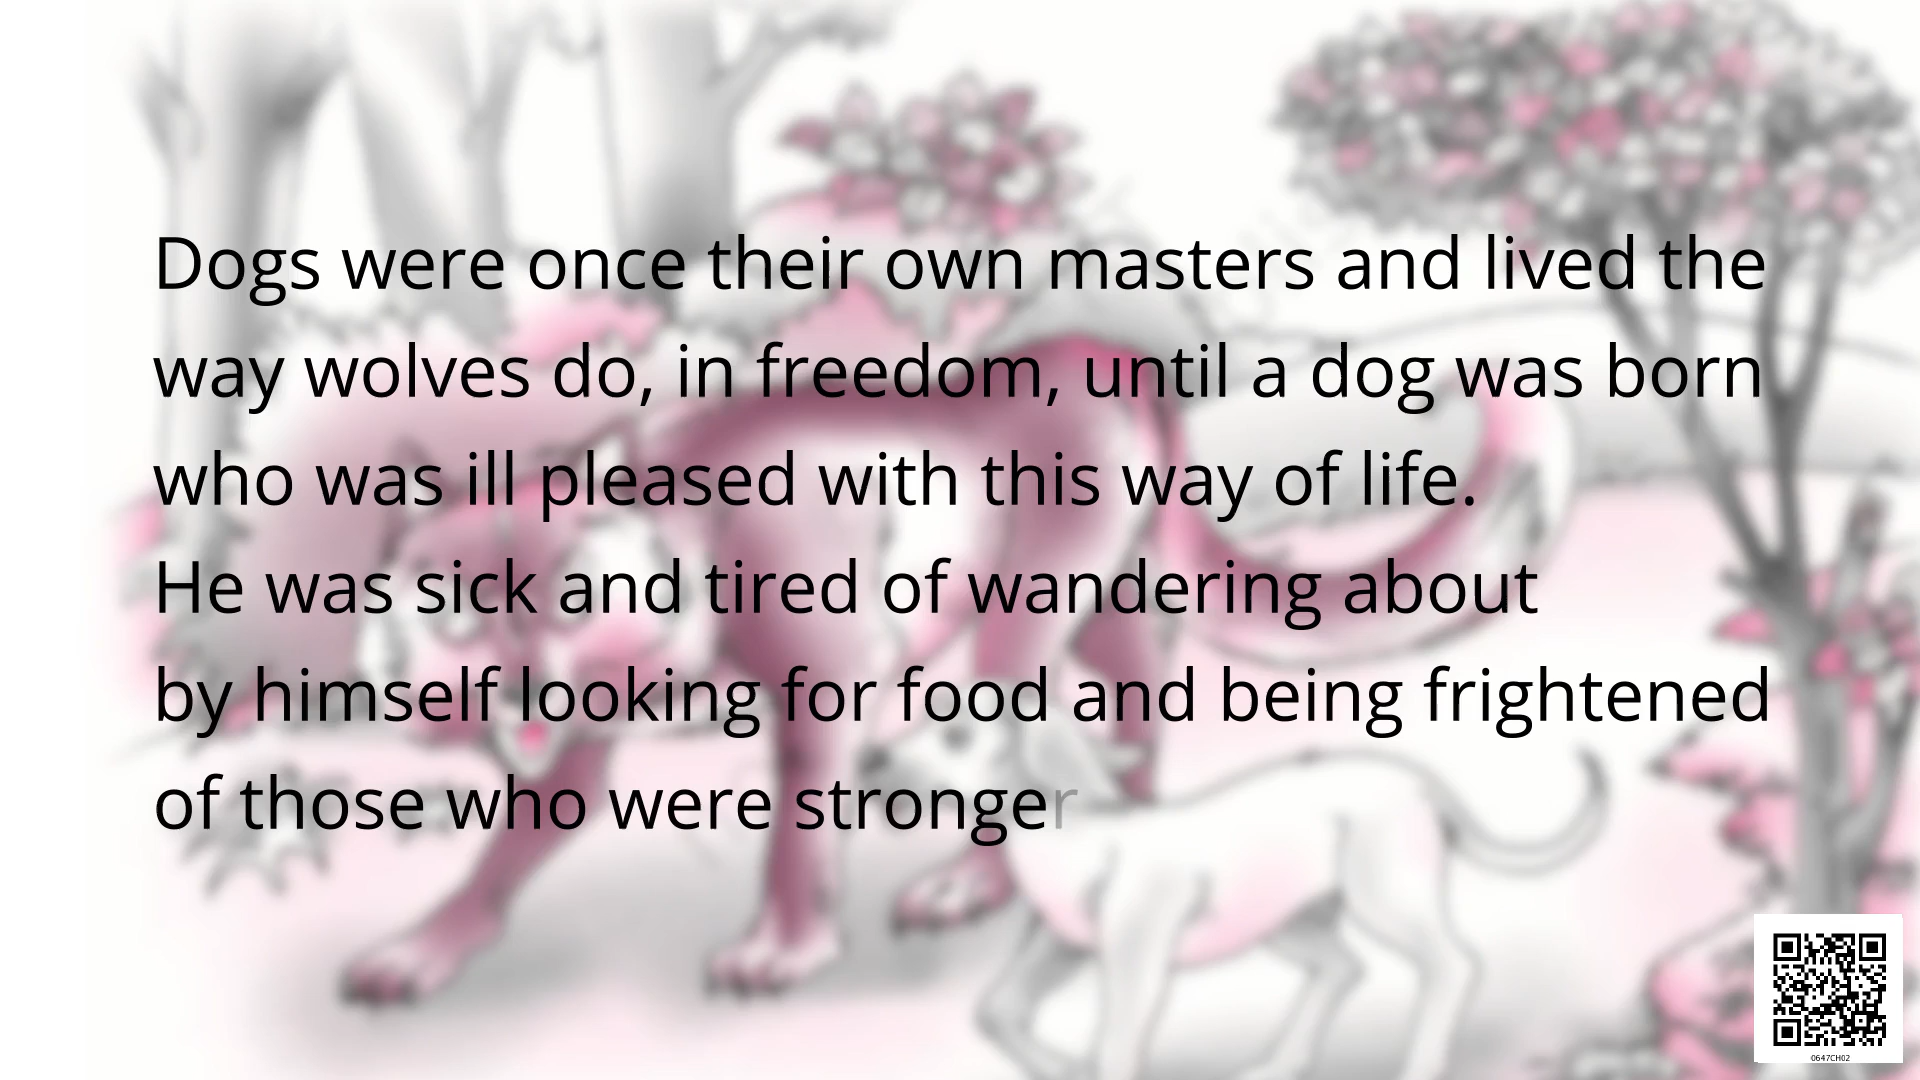 Dogs were once their own masters and lived the
way wolves do, in freedom, until a dog was born
who was ill pleased with this way of life.
He was sick and tired of wandering about
by himself looking for food and being frightened
of those who were stronger
0647CH02